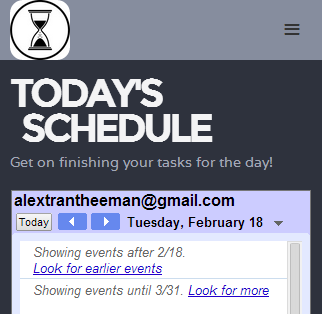 TODAY'S
SCHEDULE
Get on finishing your tasks for the day!
alextrantheeman@gmail.com
Today Tuesday, February 18
Showing events after 2/18.
Look for earlier events
Showing events until 3/31. Look for more